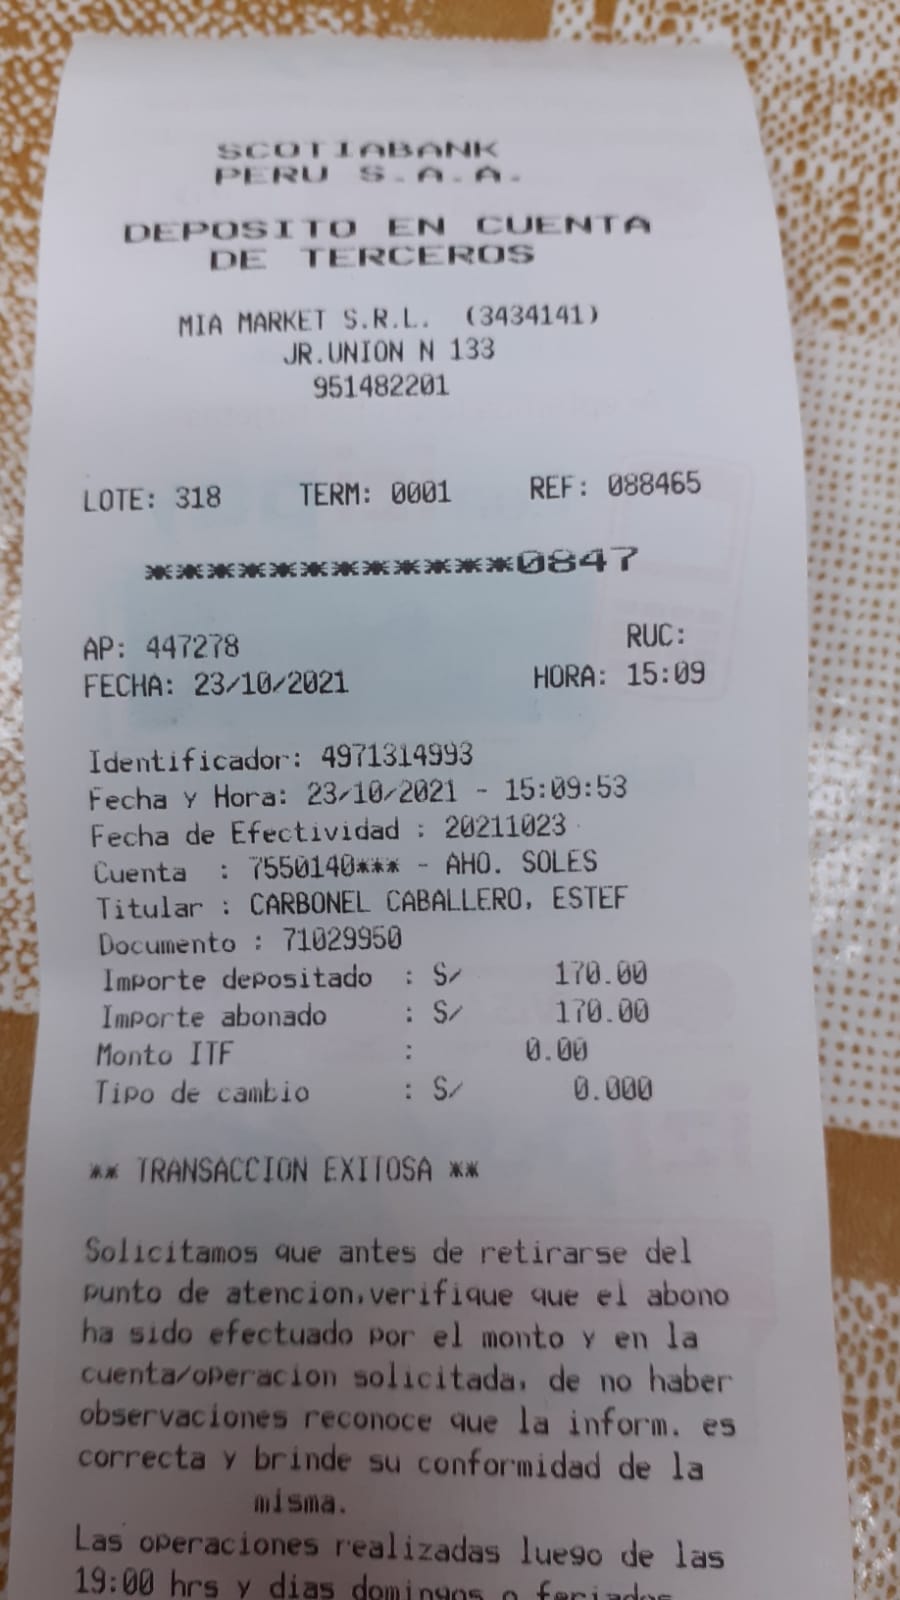 SCOTIABANK
PERU S.A.A.
DEPOSITO EN CUENTA
DE TERCEROS
MIA MARKET S.R.L. (3434141)
JR.UNION N 133
951482201
LOTE: 318 TERM: 0001 REF: 088465
************0847
AP: 447278 RUC:
FECHA: 23/10/2021 HORA: 15:09
Identificador: 4971314993
Fecha y Hora: 23/10/2021 - 15:09:53
Fecha de Efectividad : 20211023
Cuenta : 7550140*** - AHO. SOLES
Titular : CARBONEL CABALLERO, ESTEF
Documento : 71029950
Importe depositado : S/ 170.00
Importe abonado : S/ 170.00
Monto ITF : 0.00
Tipo de cambio : S/ 0.000
** TRANSACCION EXITOSA **
Solicitamos que antes de retirarse del
punto de atencion,verifique que el abono
ha sido efectuado por el monto y en la
cuenta/operacion solicitada, de no haber
observaciones reconoce que la inform. es
correcta y brinde su conformidad de la
misma.
Las operaciones realizadas luego de las
19:00 hrs y dias domingos o feriados